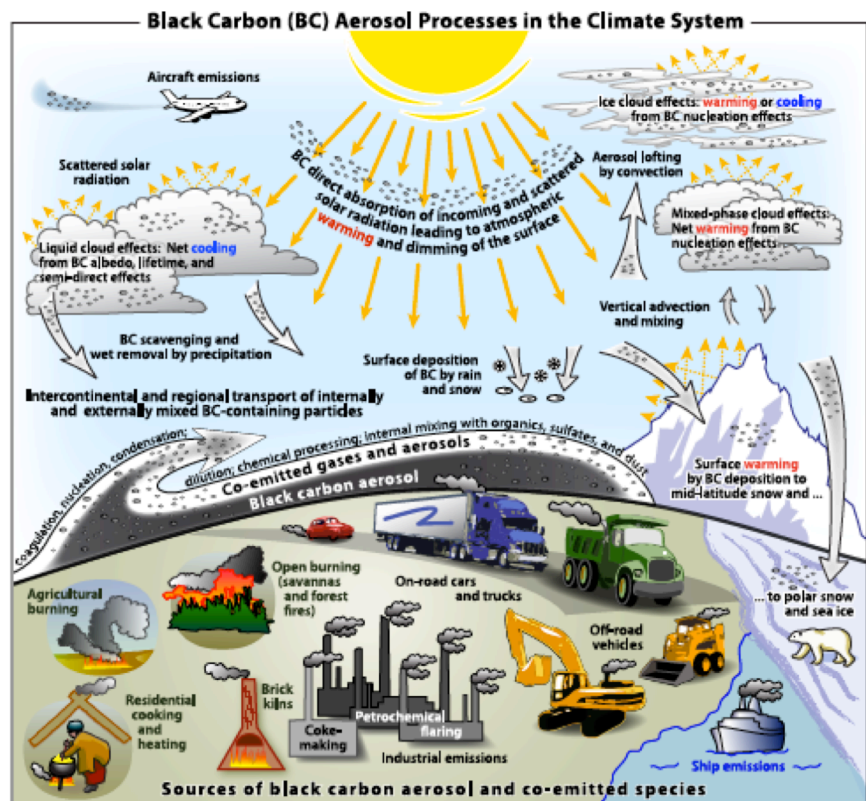 Black Carbon (BC) Aerosol Processes in the Climate System
Aircraft emissions
Ice cloud effects: warming or cooling
from BC nucleation effects
Scattered solar
radiation
BC direct absorption of incoming and scattered
solar radiation leading to atmospheric
warming and dimming of the surface
Aerosol lofting
by convection
Liquid cloud effects: Net cooling
from BC albedo, lifetime, and
semi-direct effects
Mixed-phase cloud effects:
Net warming from BC
nucleation effects
Vertical advection
and mixing
BC scavenging and
wet removal by precipitation
Surface deposition
of BC by rain
and snow
Intercontinental and regional transport of internally
and externally mixed BC-containing particles
coagulation, nucleation, condensation;
dilution; chemical processing; internal mixing with organics, sulfates, and dust
Co-emitted gases and aerosols
Black carbon aerosol
Surface warming
by BC deposition to
mid-latitude snow and ...
... to polar snow
and sea ice
Agricultural
burning
Open burning
(savannas and
forest
fires)
On-road cars
and trucks
Off-road
vehicles
Residential
cooking
and
heating
Brick
kilns
Coke-
making
Petrochemical
flaring
Industrial emissions
Ship emissions
Sources of black carbon aerosol and co-emitted species